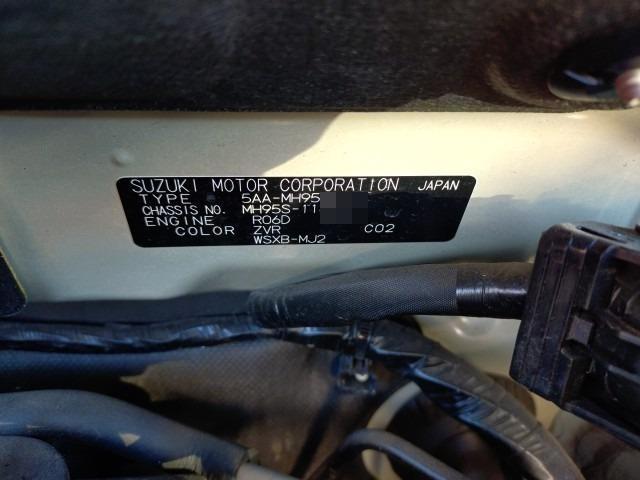 SUZUKI MOTOR CORPORATION JAPAN
TYPE 5AA-MH95
CHASSIS NO. MH95S-11
ENGINE R06D
COLOR ZVR C02
WSXB-MJ2